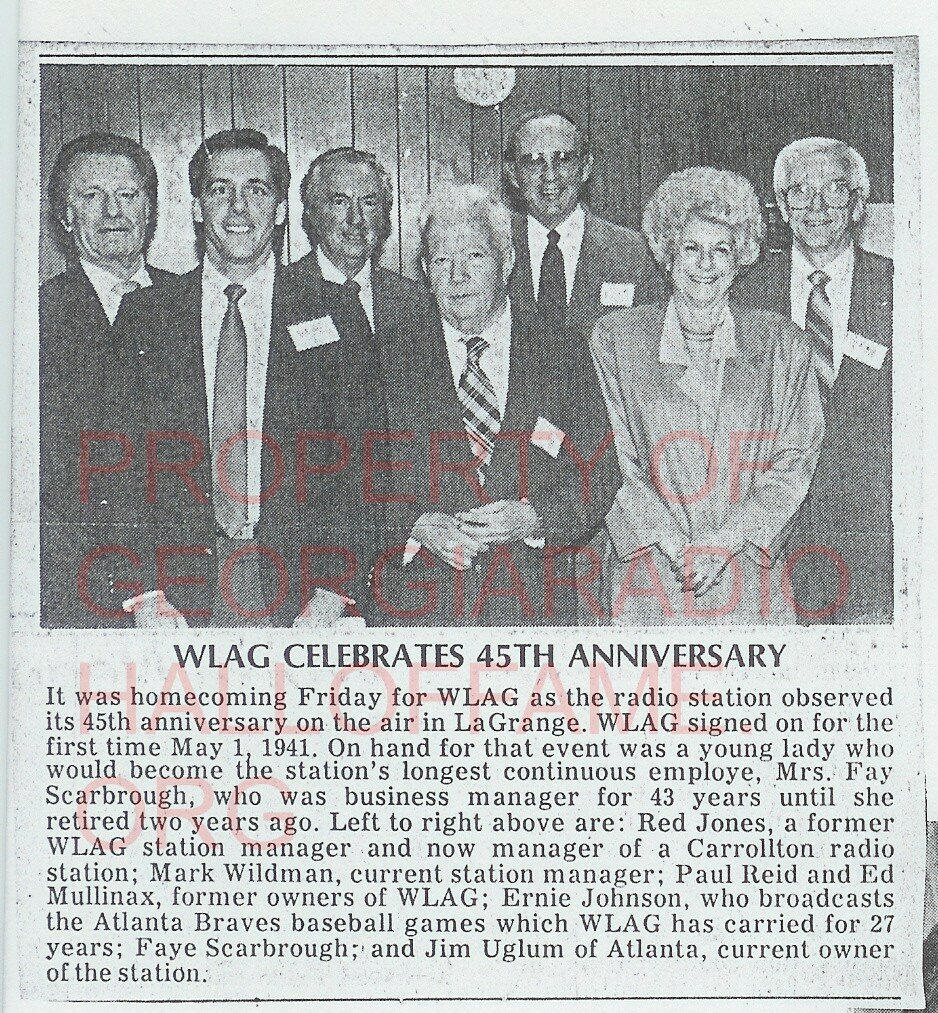 WLAG CELEBRATES 45TH ANNIVERSARY
It was homecoming Friday for WLAG as the radio station observed
its 45th anniversary on the air in LaGrange. WLAG signed on for the
first time May 1, 1941. On hand for that event was a young lady who
would become the station's longest continuous employe, Mrs. Fay
Scarbrough, who was business manager for 43 years until she
retired two years ago. Left to right above are: Red Jones, a former
WLAG station manager and now manager of a Carrollton radio
station; Mark Wildman, current station manager; Paul Reid and Ed
Mullinax, former owners of WLAG; Ernie Johnson, who broadcasts
the Atlanta Braves baseball games which WLAG has carried for 27
years; Faye Scarbrough; and Jim Uglum of Atlanta, current owner
of the station.
PROPERTY OF
GEORGIARADIO
HALLOFFAME.
ORG